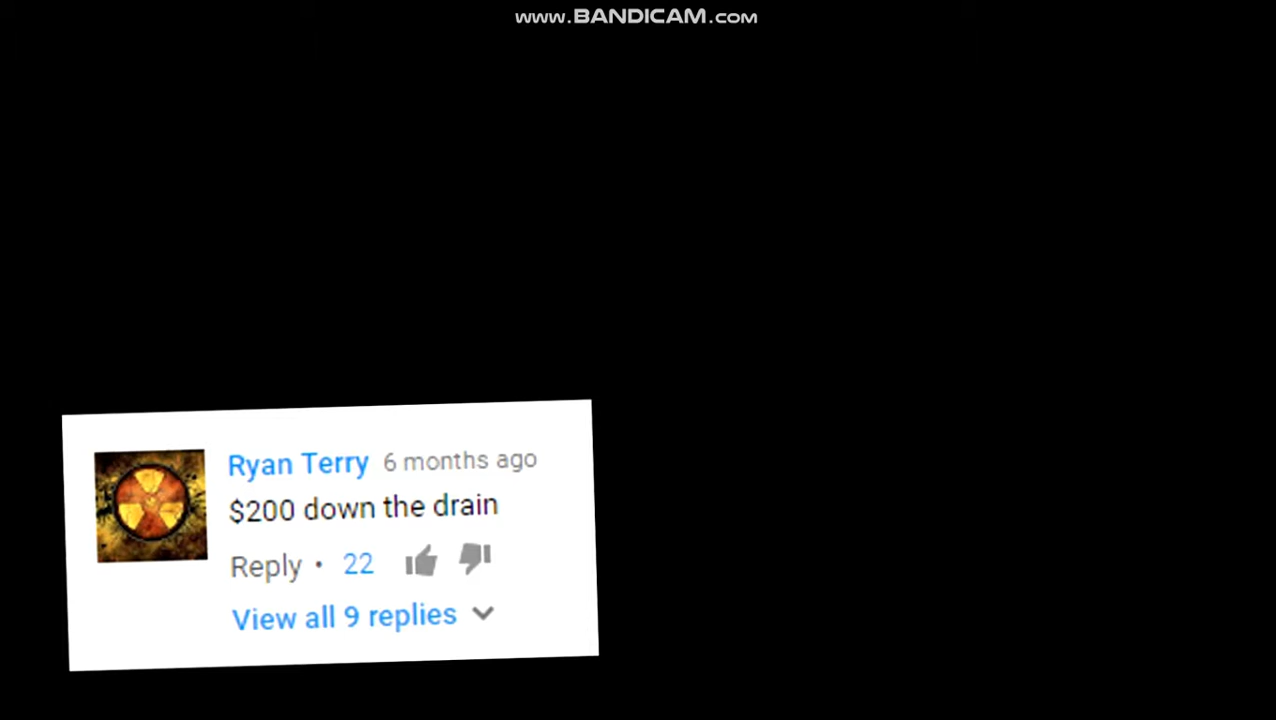 www.BANDICAM.com
Ryan Terry 6 months ago
$200 down the drain
Reply • 22
View all 9 replies